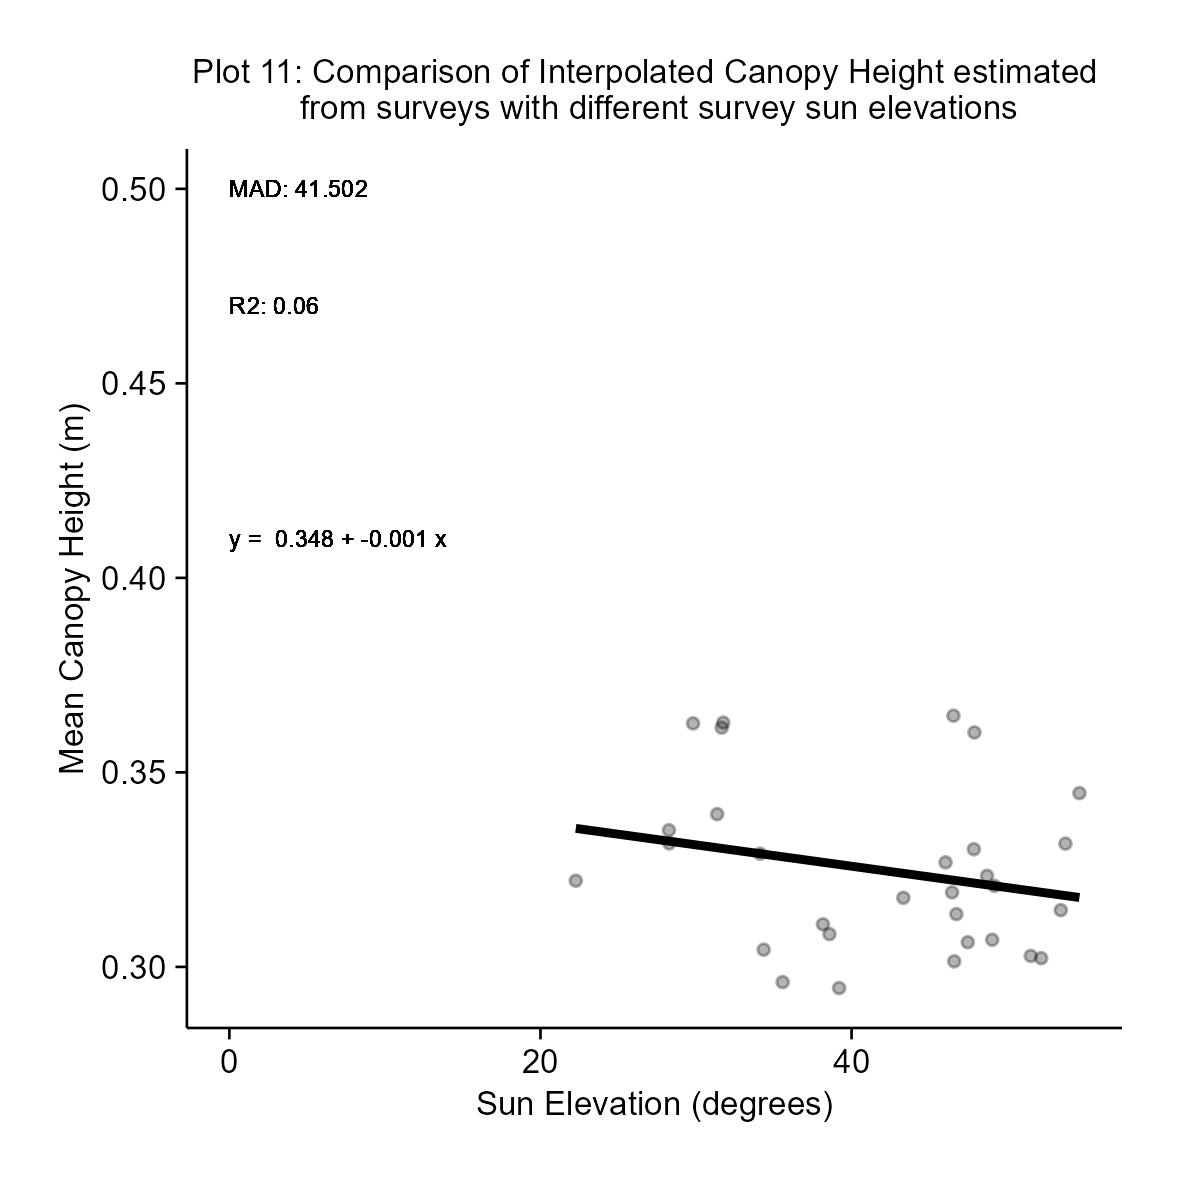 Plot 11: Comparison of Interpolated Canopy Height estimated
from surveys with different survey sun elevations
0.50
MAD: 41.502
R2: 0.06
0.45
y =  0.348 + -0.001 x
0.40
0.35
0.30
Mean Canopy Height (m)
0 20 40
Sun Elevation (degrees)